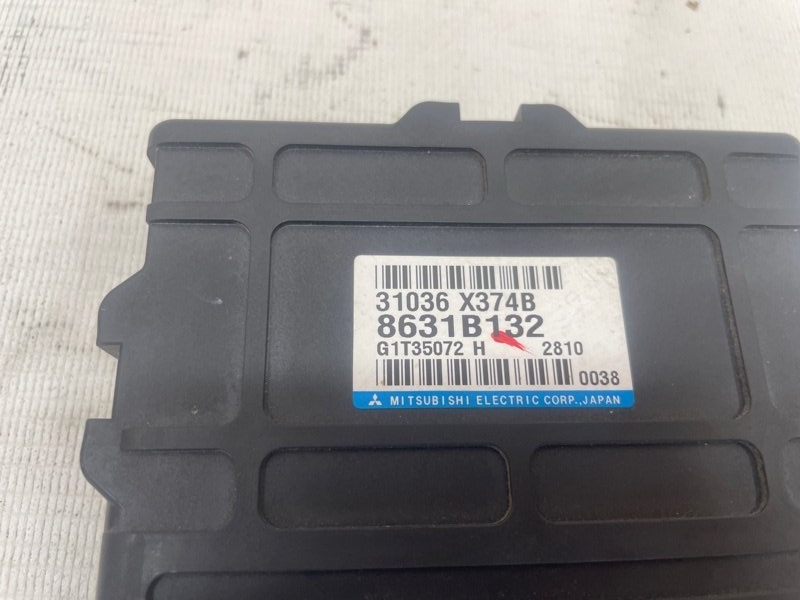 31036 X374B
8631B132
G1T35072 H 2810
0038
MITSUBISHI ELECTRIC CORP.,JAPAN